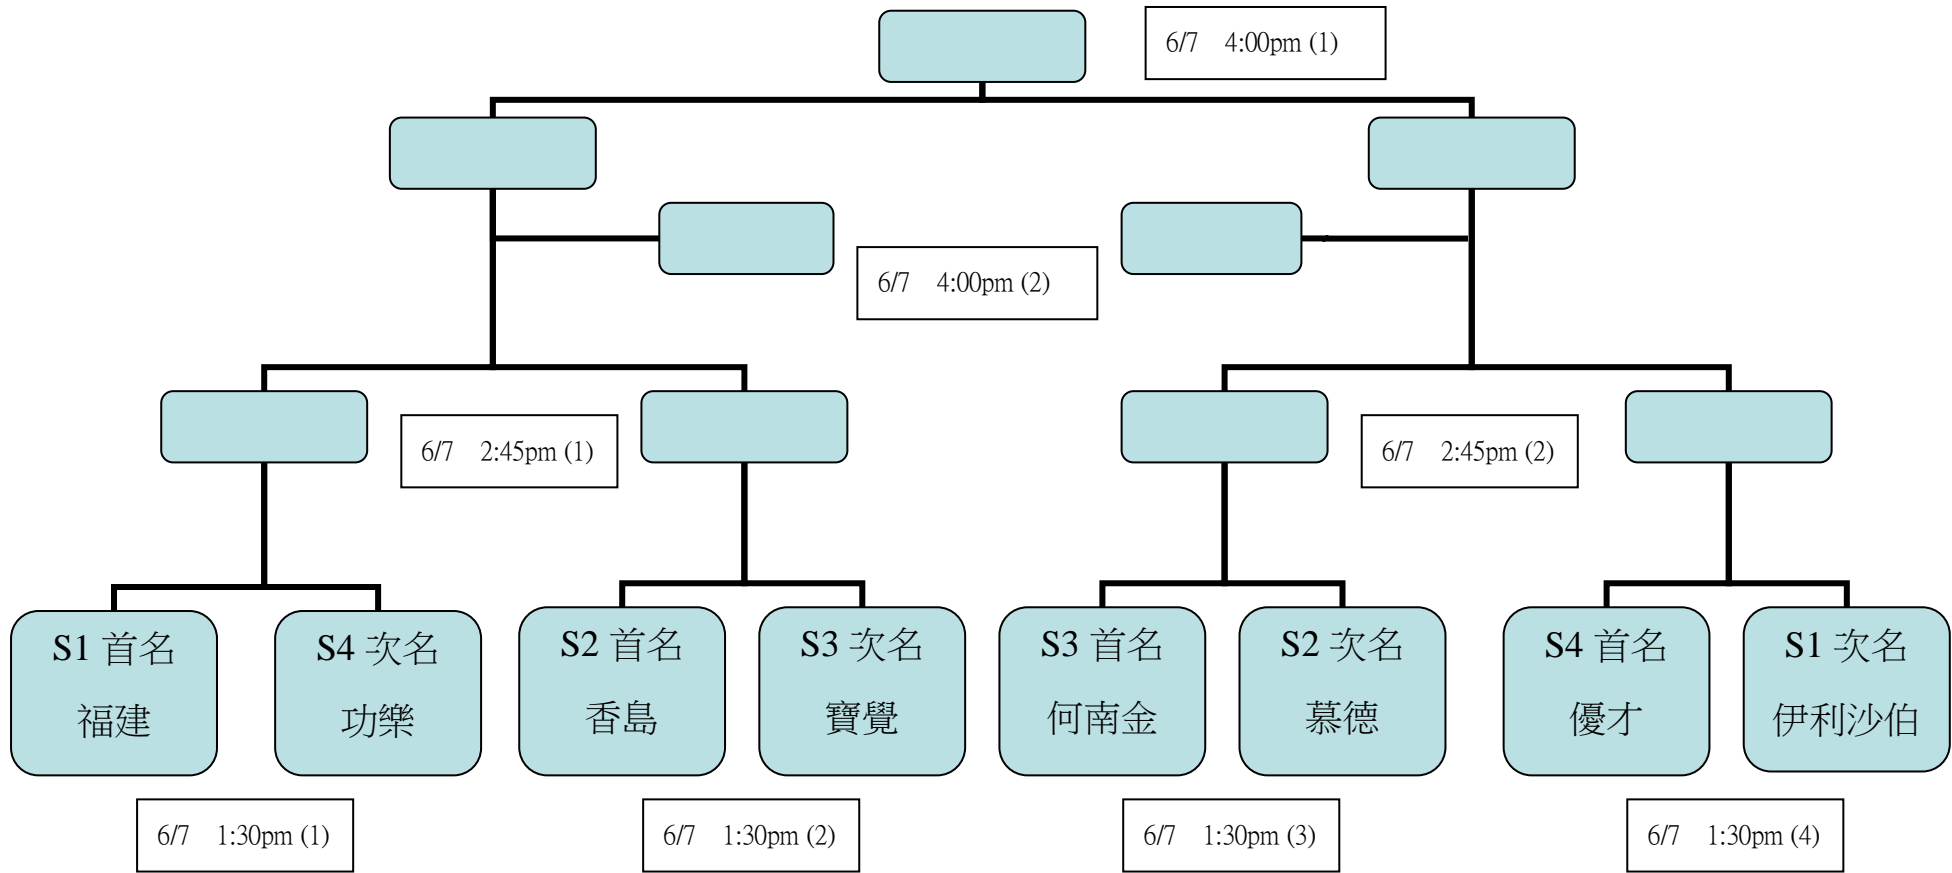 6/7 4:00pm (1)
6/7 4:00pm (2)
6/7 2:45pm (1)
6/7 2:45pm (2)
S1 首名
福建
S4 次名
功樂
S2 首名
香島
S3 次名
寶覺
S3 首名
何南金
S2 次名
慕德
S4 首名
優才
S1 次名
伊利沙伯
6/7 1:30pm (1)
6/7 1:30pm (2)
6/7 1:30pm (3)
6/7 1:30pm (4)